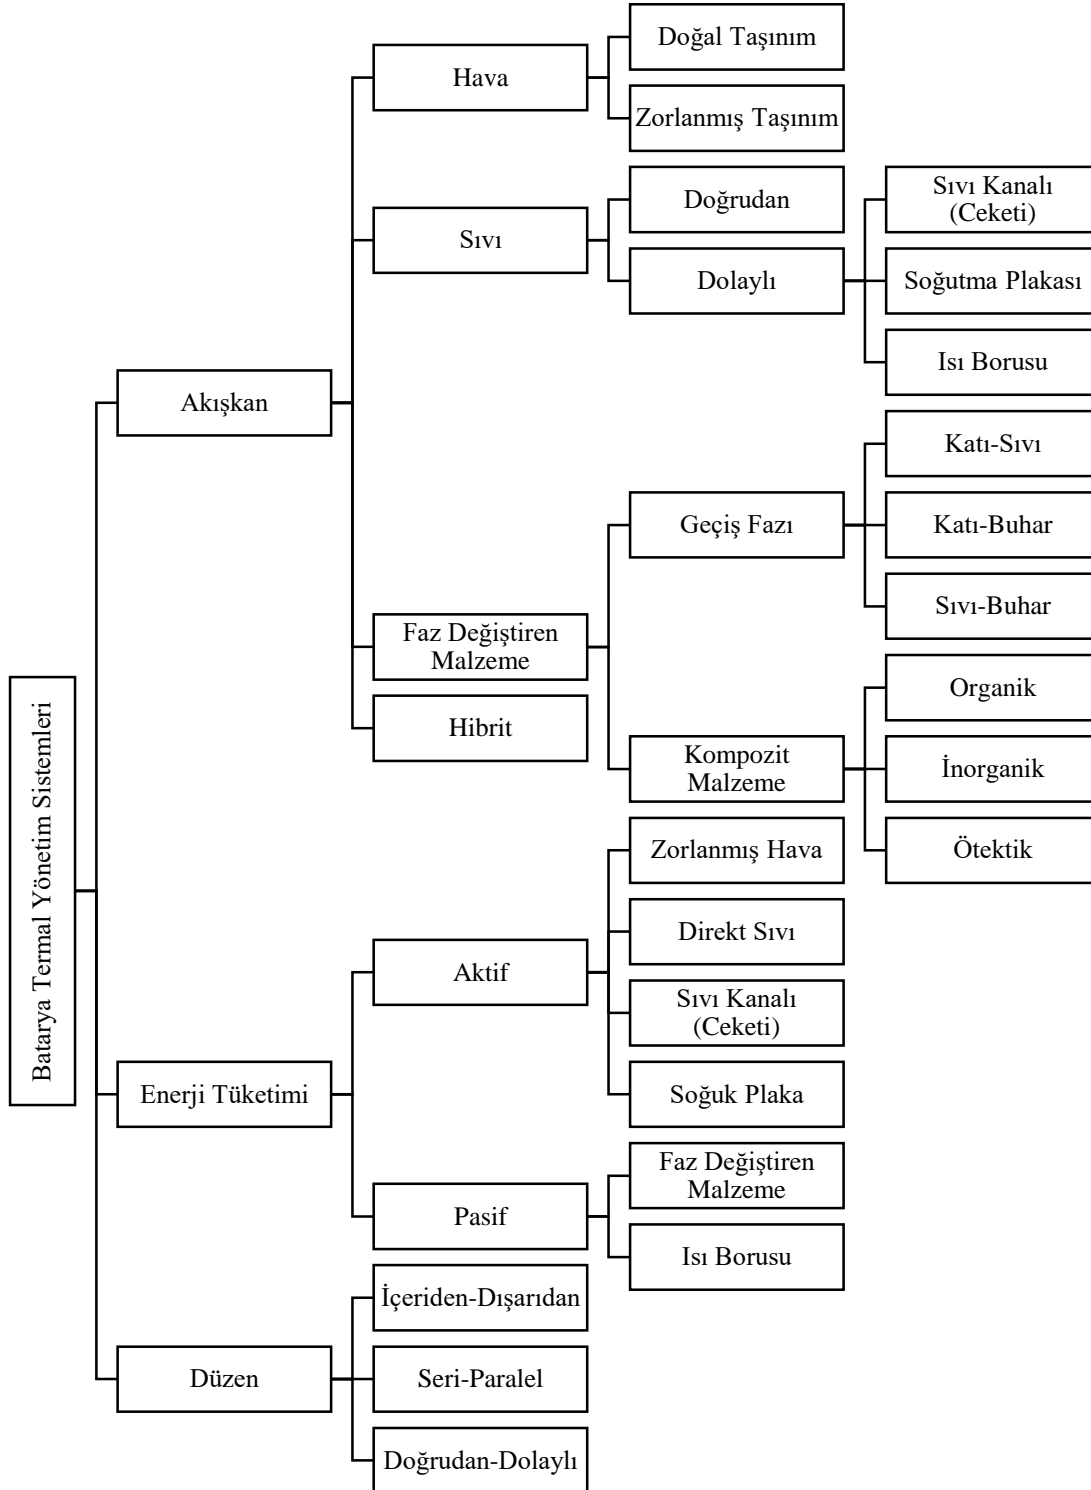 Batarya Termal Yönetim Sistemleri
Akışkan
Hava
Doğal Taşınım
Zorlanmış Taşınım
Sıvı
Doğrudan
Dolaylı
Sıvı Kanalı
(Ceketi)
Soğutma Plakası
Isı Borusu
Faz Değiştiren
Malzeme
Geçiş Fazı
Katı-Sıvı
Katı-Buhar
Sıvı-Buhar
Kompozit
Malzeme
Organik
İnorganik
Ötektik
Hibrit
Enerji Tüketimi
Aktif
Zorlanmış Hava
Direkt Sıvı
Sıvı Kanalı
(Ceketi)
Soğuk Plaka
Pasif
Faz Değiştiren
Malzeme
Isı Borusu
Düzen
İçeriden-Dışarıdan
Seri-Paralel
Doğrudan-Dolaylı